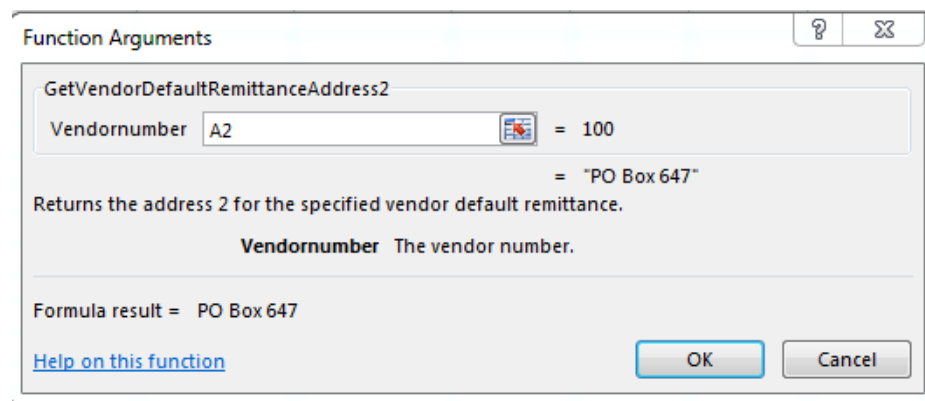 Function Arguments
GetVendorDefaultRemittanceAddress2
Vendornumber A2 = 100
= "PO Box 647"
Returns the address 2 for the specified vendor default remittance.
Vendornumber The vendor number.
Formula result = PO Box 647
Help on this function OK Cancel